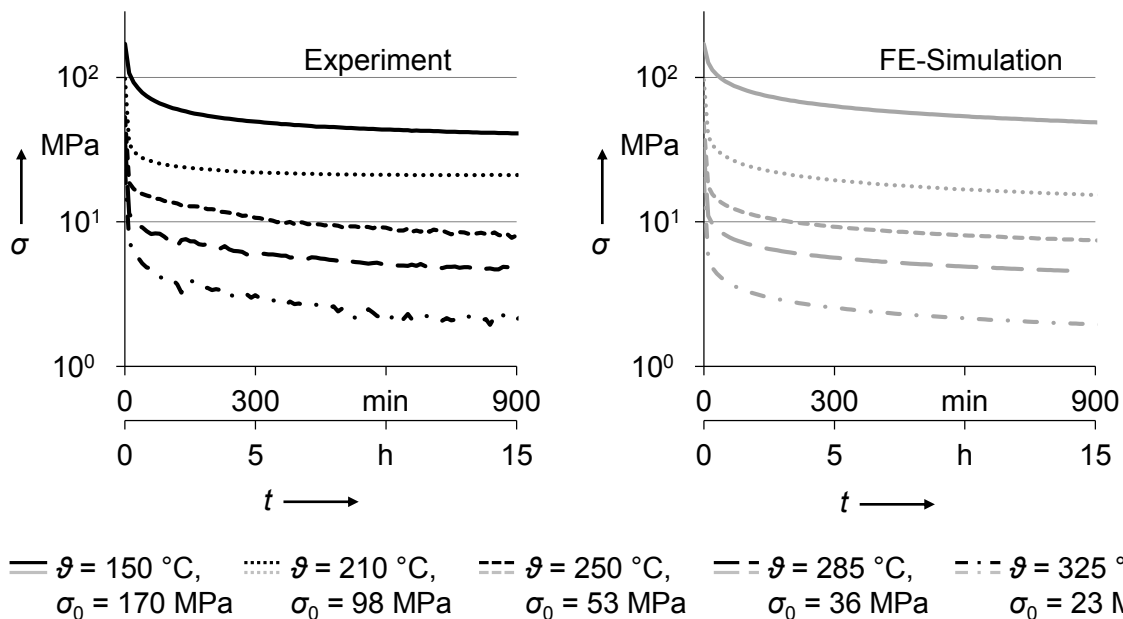 Experiment
10²
MPa
σ
10¹
10⁰
0 300 min 900
0 5 h 15
t
FE-Simulation
10²
MPa
σ
10¹
10⁰
0 300 min 900
0 5 h 15
t
ϑ = 150 °C, ϑ = 210 °C, ϑ = 250 °C, ϑ = 285 °C, ϑ = 325 °
σ₀ = 170 MPa σ₀ = 98 MPa σ₀ = 53 MPa σ₀ = 36 MPa σ₀ = 23 M